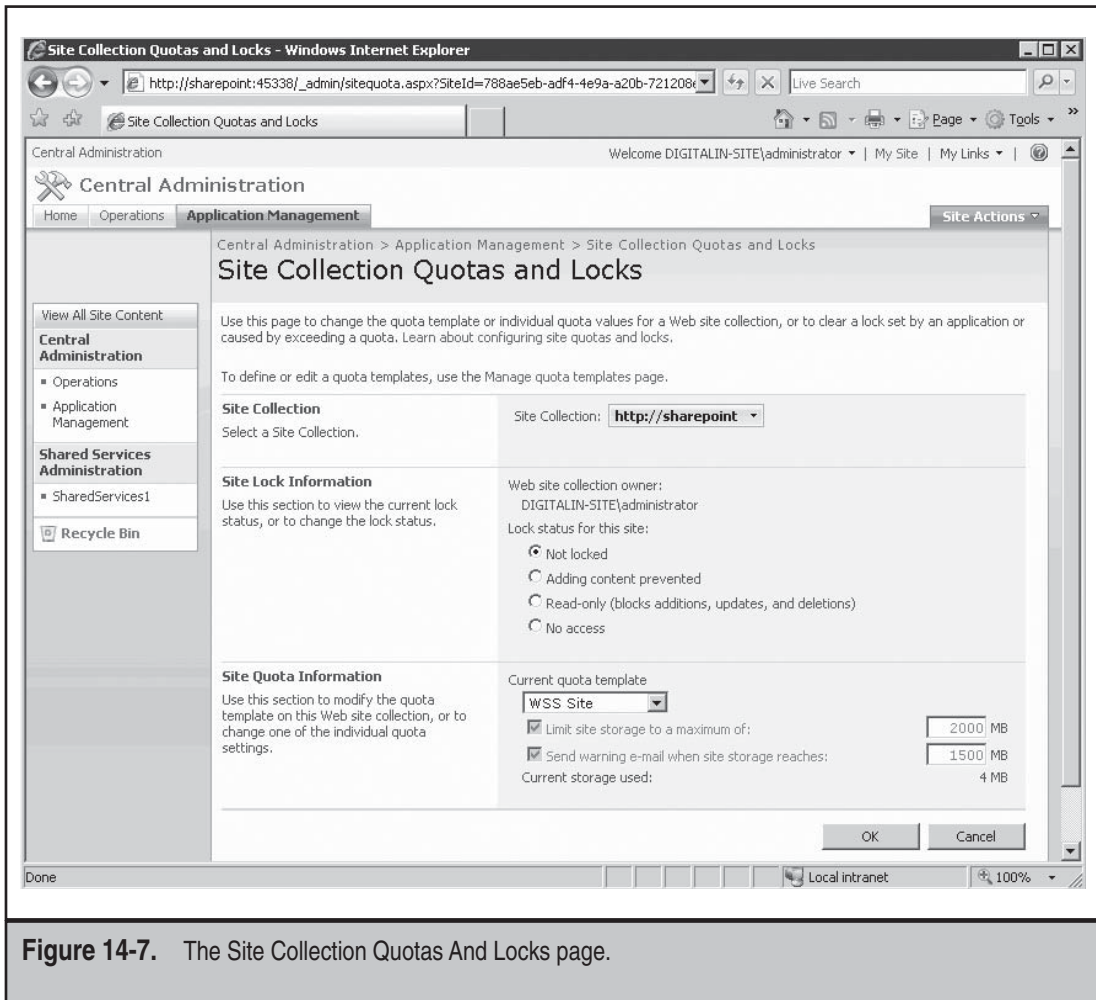 Site Collection Quotas and Locks - Windows Internet Explorer
http://sharepoint:45338/_admin/sitequota.aspx?SiteId=788ae5eb-adf4-4e9a-a20b-721208e
Live Search
Site Collection Quotas and Locks
Page
Tools
Central Administration
Welcome DIGITALIN-SITE\administrator | My Site | My Links |
Central Administration
Home
Operations
Application Management
Site Actions
Central Administration > Application Management > Site Collection Quotas and Locks
Site Collection Quotas and Locks
View All Site Content
Central
Administration
Operations
Application
Management
Shared Services
Administration
SharedServices1
Recycle Bin
Use this page to change the quota template or individual quota values for a Web site collection, or to clear a lock set by an application or
caused by exceeding a quota. Learn about configuring site quotas and locks.
To define or edit a quota templates, use the Manage quota templates page.
Site Collection
Select a Site Collection.
Site Collection: http://sharepoint
Site Lock Information
Use this section to view the current lock
status, or to change the lock status.
Web site collection owner:
DIGITALIN-SITE\administrator
Lock status for this site:
Not locked
Adding content prevented
Read-only (blocks additions, updates, and deletions)
No access
Site Quota Information
Use this section to modify the quota
template on this Web site collection, or to
change one of the individual quota
settings.
Current quota template
WSS Site
Limit site storage to a maximum of: 2000 MB
Send warning e-mail when site storage reaches: 1500 MB
Current storage used: 4 MB
OK
Cancel
Done
Local intranet
100%
Figure 14-7. The Site Collection Quotas And Locks page.